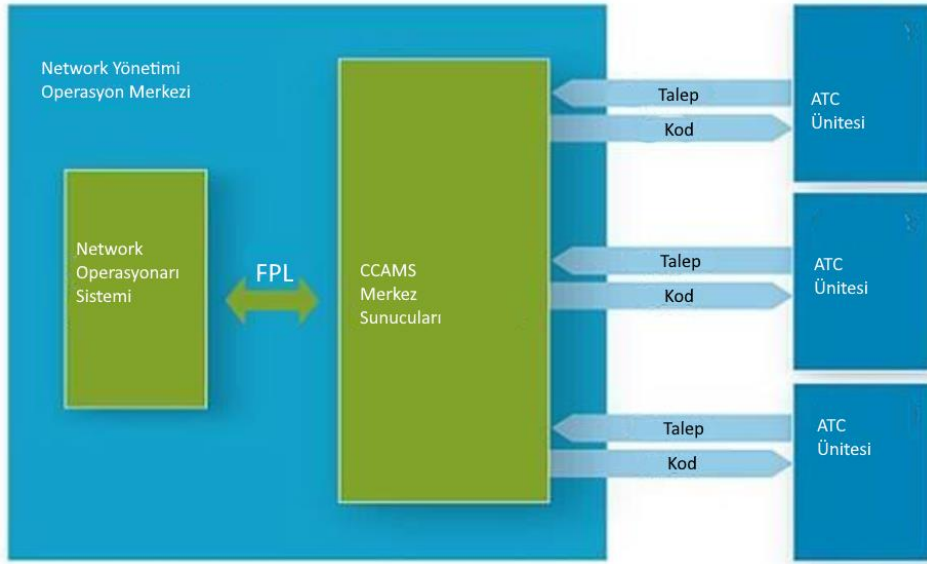 Network Yönetimi
Operasyon Merkezi
Network
Operasyonarı
Sistemi
FPL
CCAMS
Merkez
Sunucuları
Talep
Kod
ATC
Ünitesi
Talep
Kod
ATC
Ünitesi
Talep
Kod
ATC
Ünitesi